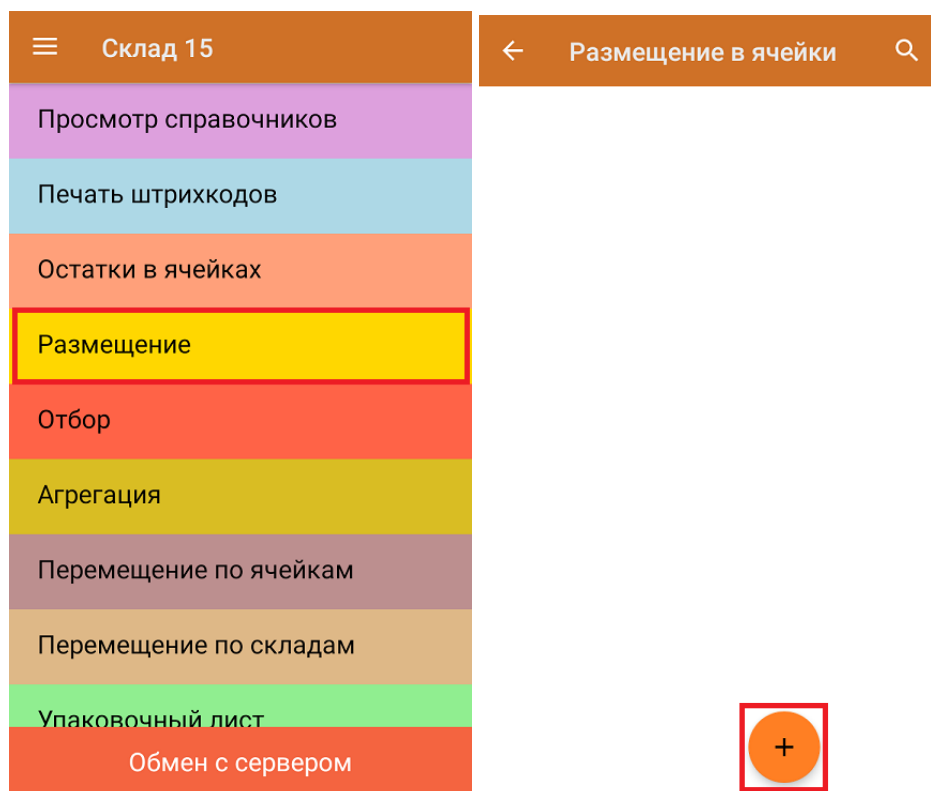 Склад 15
Просмотр справочников
Печать штрихкодов
Остатки в ячейках
Размещение
Отбор
Агрегация
Перемещение по ячейкам
Перемещение по складам
Упаковочный лист
Обмен с сервером
Размещение в ячейки
+